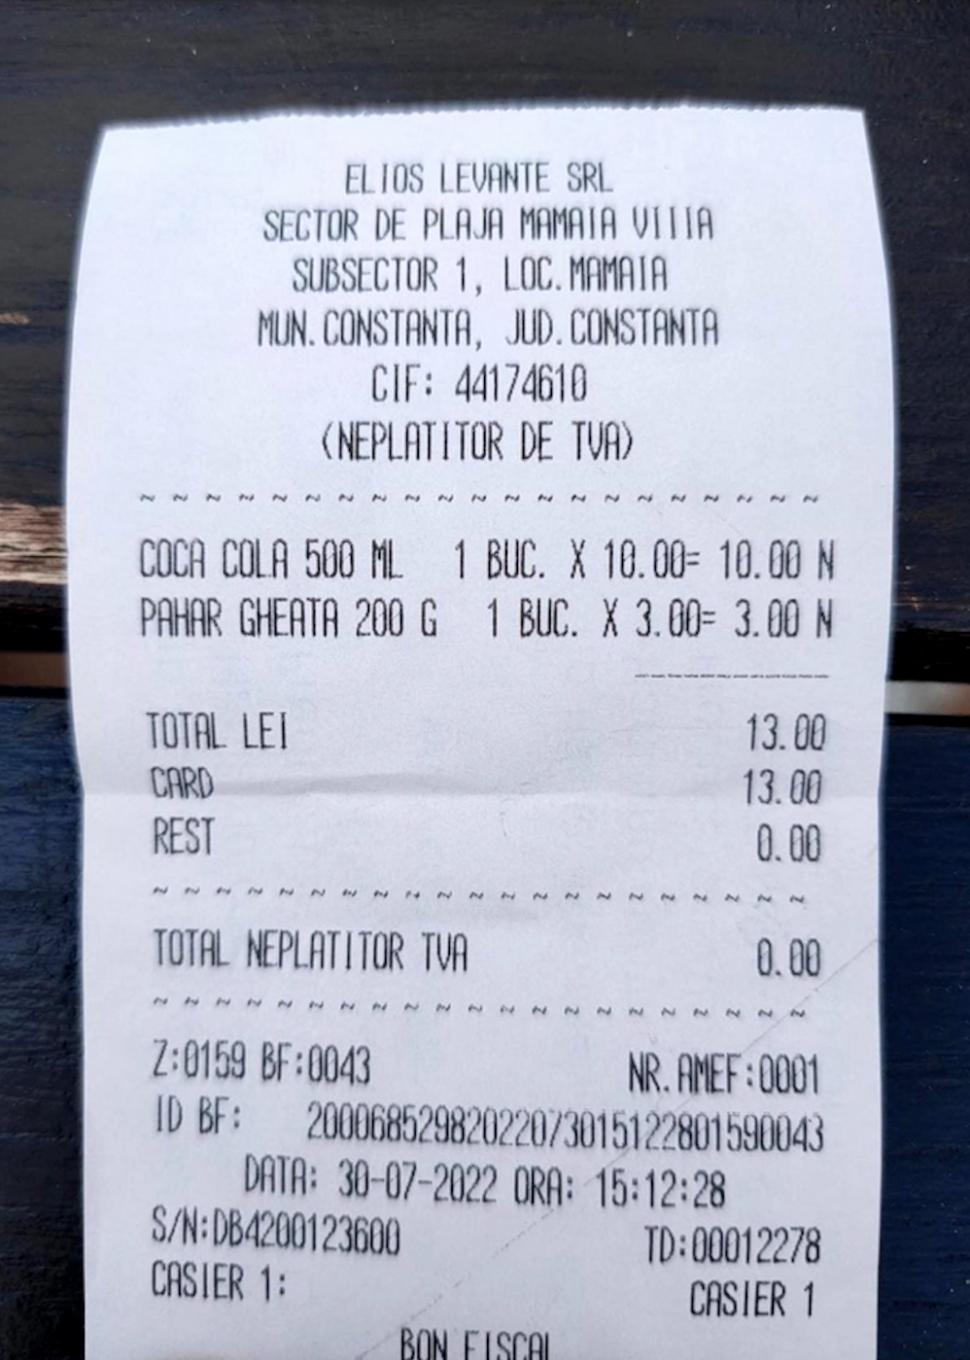 ELIOS LEVANTE SRL
SECTOR DE PLAJA MAMAIA VIIIA
SUBSECTOR 1, LOC.MAMAIA
MUN.CONSTANTA, JUD.CONSTANTA
CIF: 44174610
(NEPLATITOR DE TVA)
~ ~ ~ ~ ~ ~ ~ ~ ~ ~ ~ ~ ~ ~ ~ ~ ~ ~ ~ ~ ~
COCA COLA 500 ML 1 BUC. X 10.00= 10.00 N
PAHAR GHEATA 200 G 1 BUC. X 3.00= 3.00 N
TOTAL LEI 13.00
CARD 13.00
REST 0.00
~ ~ ~ ~ ~ ~ ~ ~ ~ ~ ~ ~ ~ ~ ~ ~ ~ ~ ~ ~ ~
TOTAL NEPLATITOR TVA 0.00
~ ~ ~ ~ ~ ~ ~ ~ ~ ~ ~ ~ ~ ~ ~ ~ ~ ~ ~ ~ ~
Z:0159 BF:0043 NR.AMEF:0001
ID BF: 2000685298202207301512280159​0043
DATA: 30-07-2022 ORA: 15:12:28
S/N:DB4200123600 TD:00012278
CASIER 1: CASIER 1
BON FISCAL